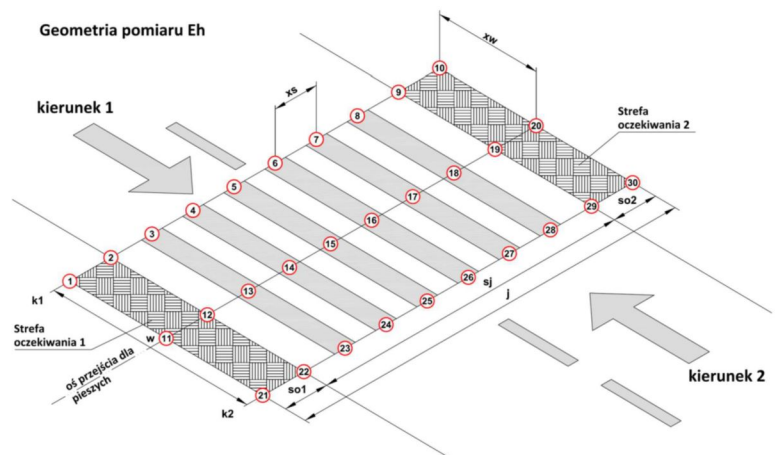 Geometria pomiaru Eh
kierunek 1
xw
xs
10
9
8
7
6
5
4
3
2
1
20
19
18
17
16
15
14
13
12
11
30
29
28
27
26
25
24
23
22
21
Strefa
oczekiwania 2
so2
sj
j
k1
Strefa
oczekiwania 1
w
oś przejścia dla
pieszych
k2
so1
kierunek 2